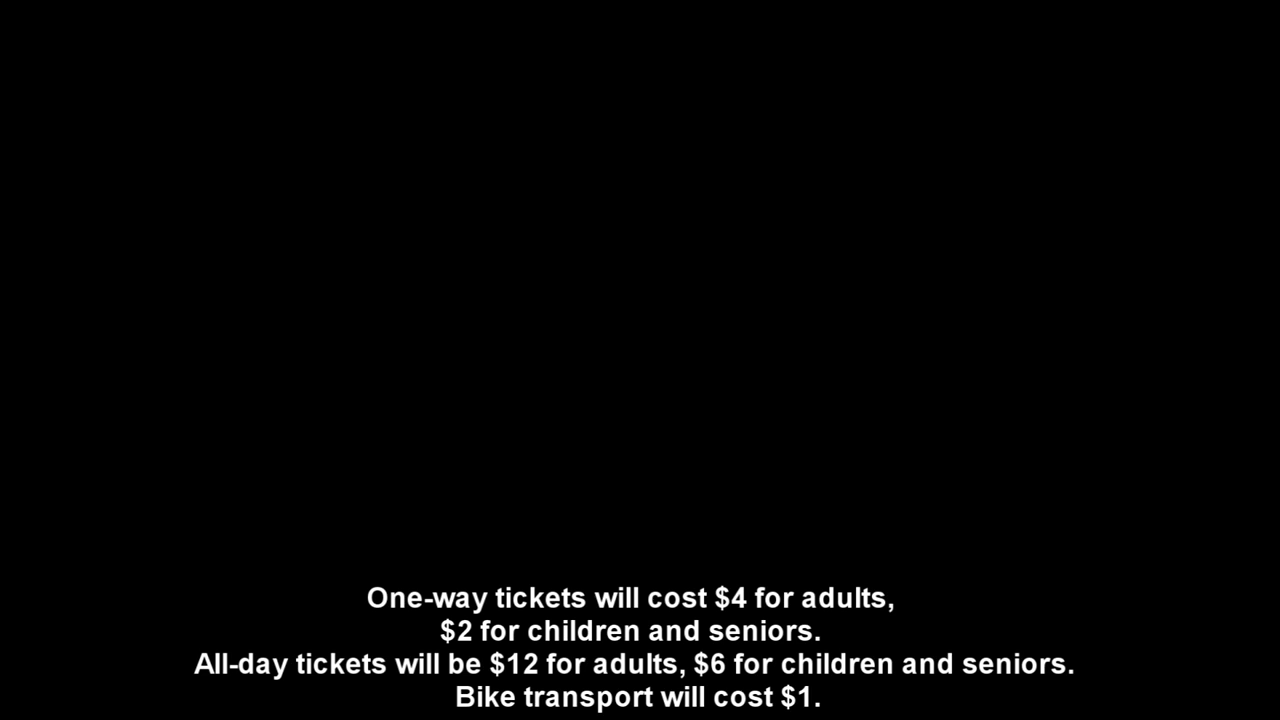 One-way tickets will cost $4 for adults,
$2 for children and seniors.
All-day tickets will be $12 for adults, $6 for children and seniors.
Bike transport will cost $1.